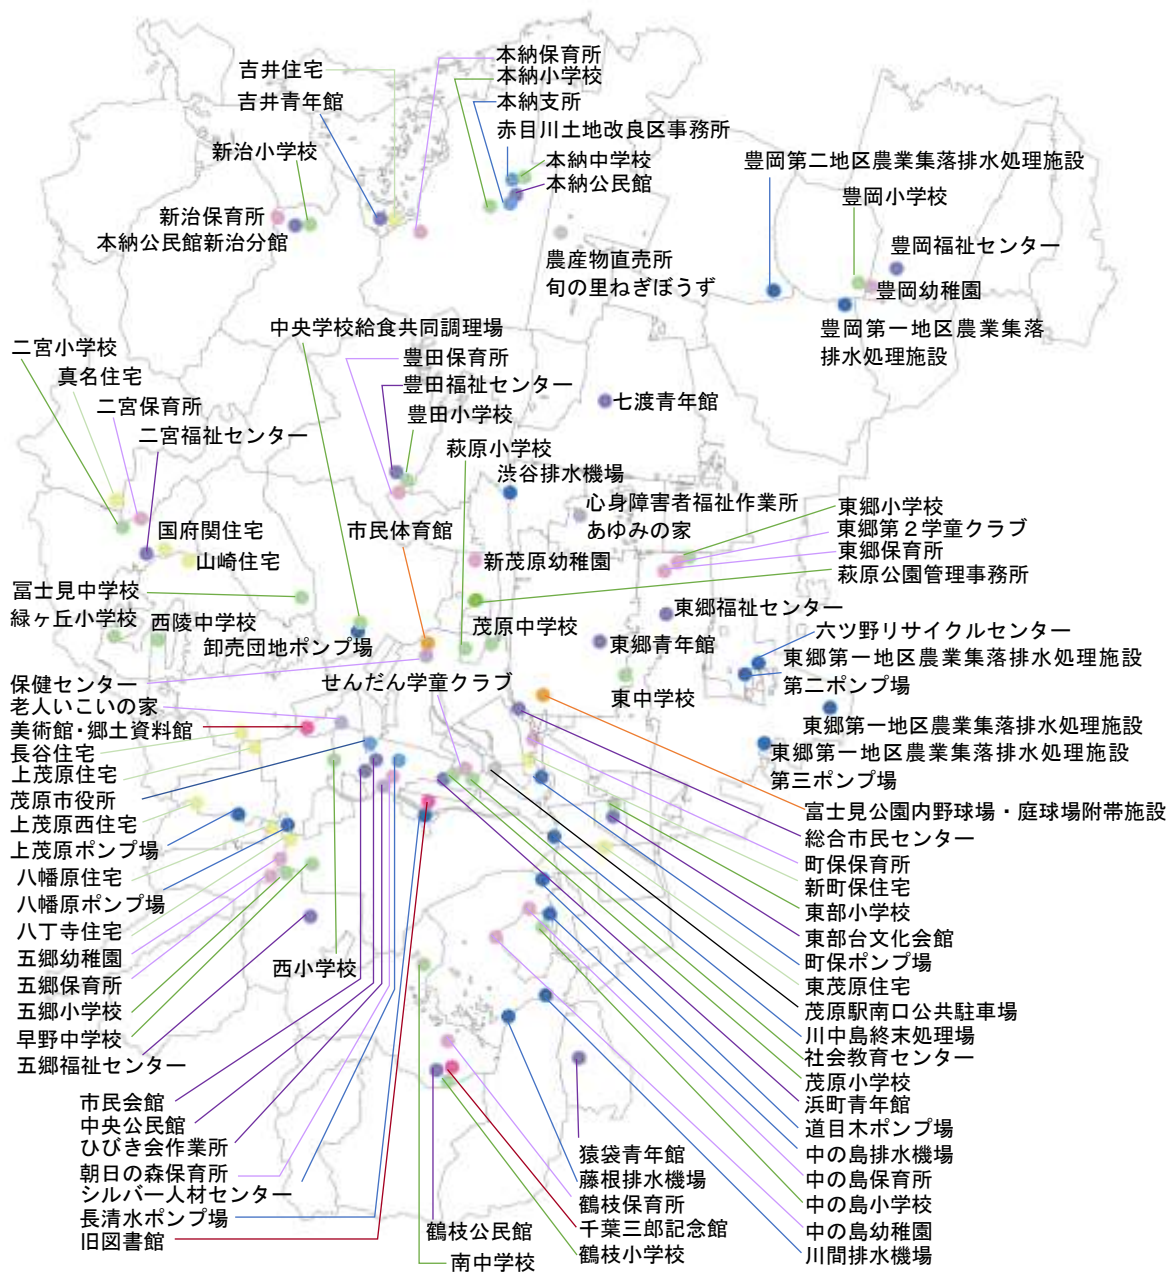 吉井住宅
吉井青年館
新治小学校
新治保育所
本納公民館新治分館
本納保育所
本納小学校
本納支所
赤目川土地改良区事務所
本納中学校
本納公民館
農産物直売所
旬の里ねぎぼうず
豊岡第二地区農業集落排水処理施設
豊岡小学校
豊岡福祉センター
豊岡幼稚園
豊岡第一地区農業集落
排水処理施設
中央学校給食共同調理場
豊田保育所
豊田福祉センター
豊田小学校
七渡青年館
二宮小学校
真名住宅
二宮保育所
二宮福祉センター
萩原小学校
渋谷排水機場
心身障害者福祉作業所
あゆみの家
市民体育館
国府関住宅
山崎住宅
新茂原幼稚園
東郷小学校
東郷第2学童クラブ
東郷保育所
萩原公園管理事務所
冨士見中学校
緑ヶ丘小学校
西陵中学校
卸売団地ポンプ場
茂原中学校
東郷福祉センター
東郷青年館
六ツ野リサイクルセンター
東郷第一地区農業集落排水処理施設
第二ポンプ場
東中学校
せんだん学童クラブ
東郷第一地区農業集落排水処理施設
東郷第一地区農業集落排水処理施設
第三ポンプ場
保健センター
老人いこいの家
美術館・郷土資料館
長谷住宅
上茂原住宅
茂原市役所
上茂原西住宅
上茂原ポンプ場
八幡原住宅
八幡原ポンプ場
八丁寺住宅
五郷幼稚園
五郷保育所
五郷小学校
早野中学校
五郷福祉センター
西小学校
市民会館
中央公民館
ひびき会作業所
朝日の森保育所
シルバー人材センター
長清水ポンプ場
旧図書館
富士見公園内野球場・庭球場附帯施設
総合市民センター
町保保育所
新町保住宅
東部小学校
東部台文化会館
町保ポンプ場
東茂原住宅
茂原駅南口公共駐車場
川中島終末処理場
社会教育センター
茂原小学校
浜町青年館
道目木ポンプ場
中の島排水機場
中の島保育所
中の島小学校
中の島幼稚園
川間排水機場
猿袋青年館
藤根排水機場
鶴枝保育所
千葉三郎記念館
鶴枝小学校
鶴枝公民館
南中学校